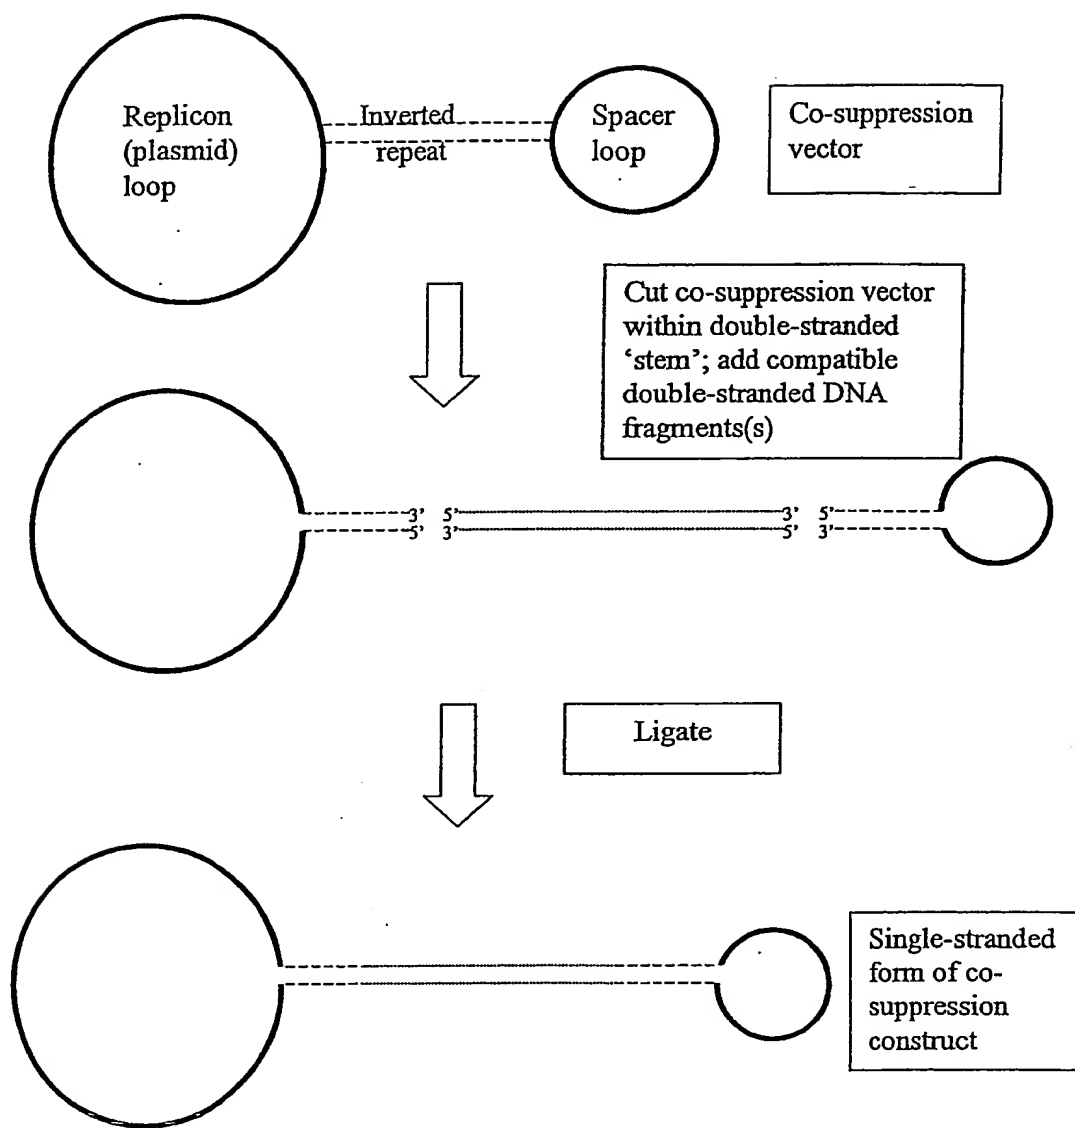 Replicon
(plasmid)
loop
Inverted
repeat
Spacer
loop
Co-suppression
vector
Cut co-suppression vector
within double-stranded
‘stem’; add compatible
double-stranded DNA
fragments(s)
3’ 5’ 3’ 5’
5’ 3’ 5’ 3’
Ligate
Single-stranded
form of co-
suppression
construct